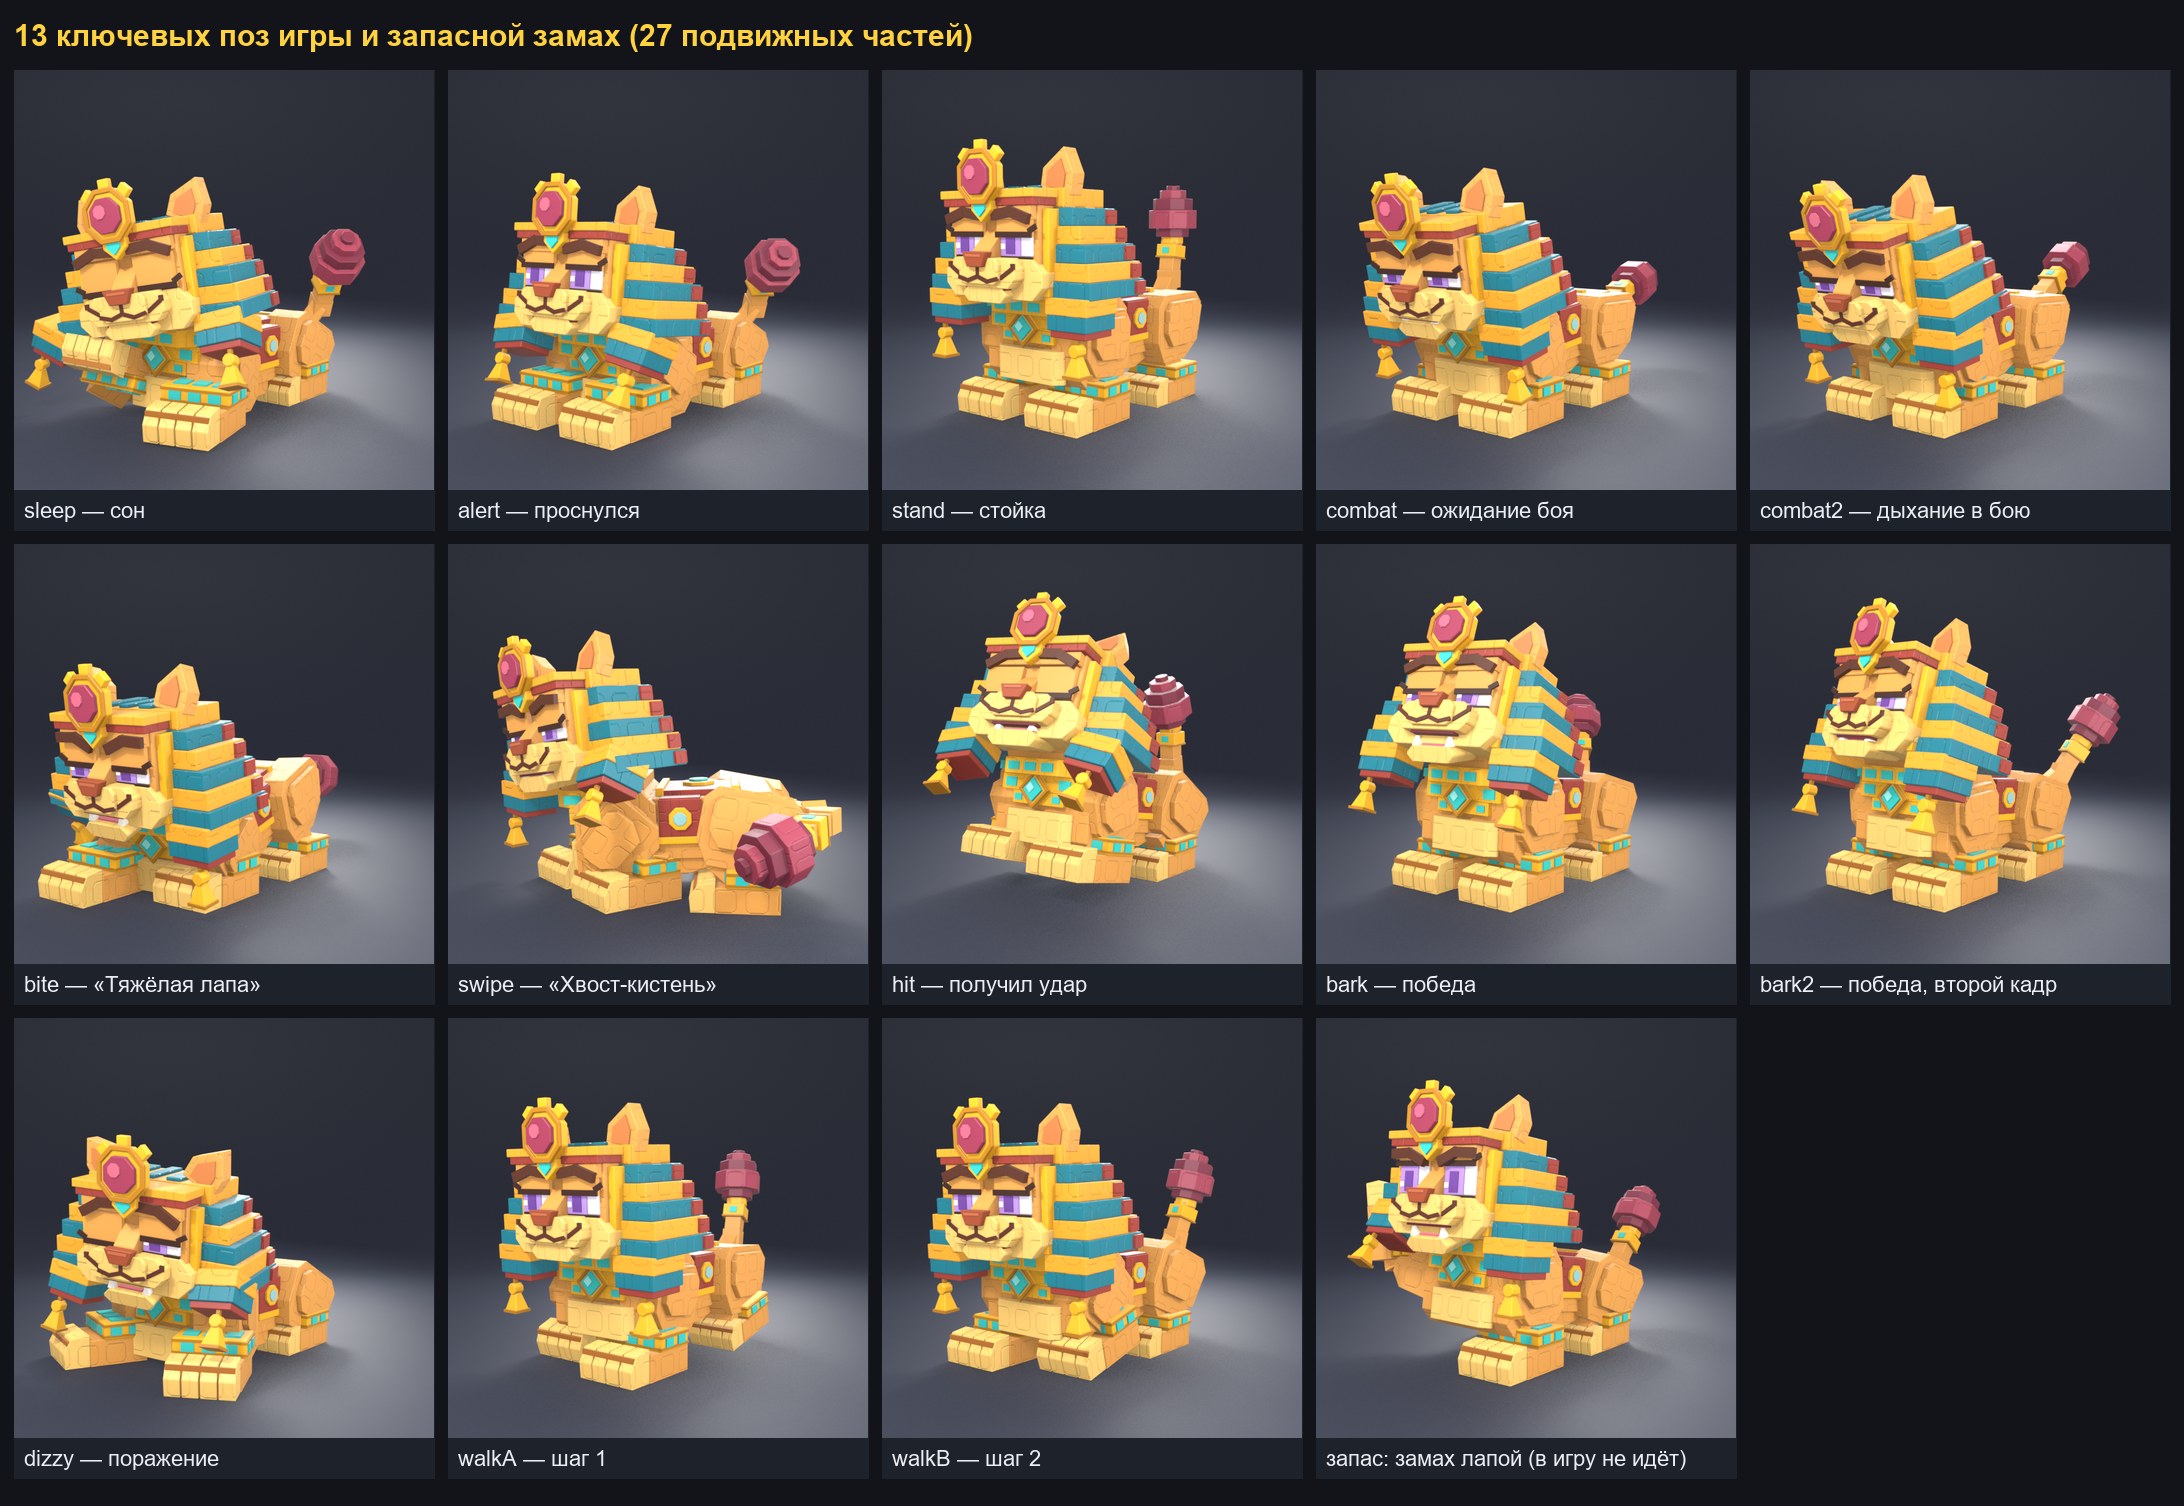 13 ключевых поз игры и запасной замах (27 подвижных частей)
sleep — сон
alert — проснулся
stand — стойка
combat — ожидание боя
combat2 — дыхание в бою
bite — «Тяжёлая лапа»
swipe — «Хвост-кистень»
hit — получил удар
bark — победа
bark2 — победа, второй кадр
dizzy — поражение
walkA — шаг 1
walkB — шаг 2
запас: замах лапой (в игру не идёт)